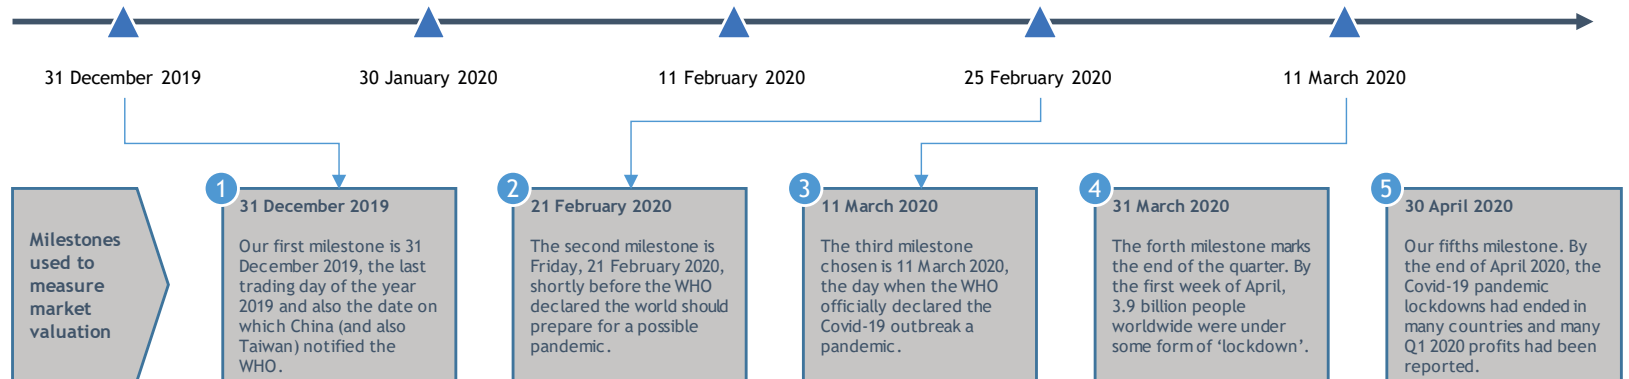 31 December 2019
30 January 2020
11 February 2020
25 February 2020
11 March 2020
Milestones
used to
measure
market
valuation
1
31 December 2019
Our first milestone is 31
December 2019, the last
trading day of the year
2019 and also the date on
which China (and also
Taiwan) notified the
WHO.
2
21 February 2020
The second milestone is
Friday, 21 February 2020,
shortly before the WHO
declared the world should
prepare for a possible
pandemic.
3
11 March 2020
The third milestone
chosen is 11 March 2020,
the day when the WHO
officially declared the
Covid-19 outbreak a
pandemic.
4
31 March 2020
The forth milestone marks
the end of the quarter. By
the first week of April,
3.9 billion people
worldwide were under
some form of ‘lockdown’.
5
30 April 2020
Our fifths milestone. By
the end of April 2020, the
Covid-19 pandemic
lockdowns had ended in
many countries and many
Q1 2020 profits had been
reported.